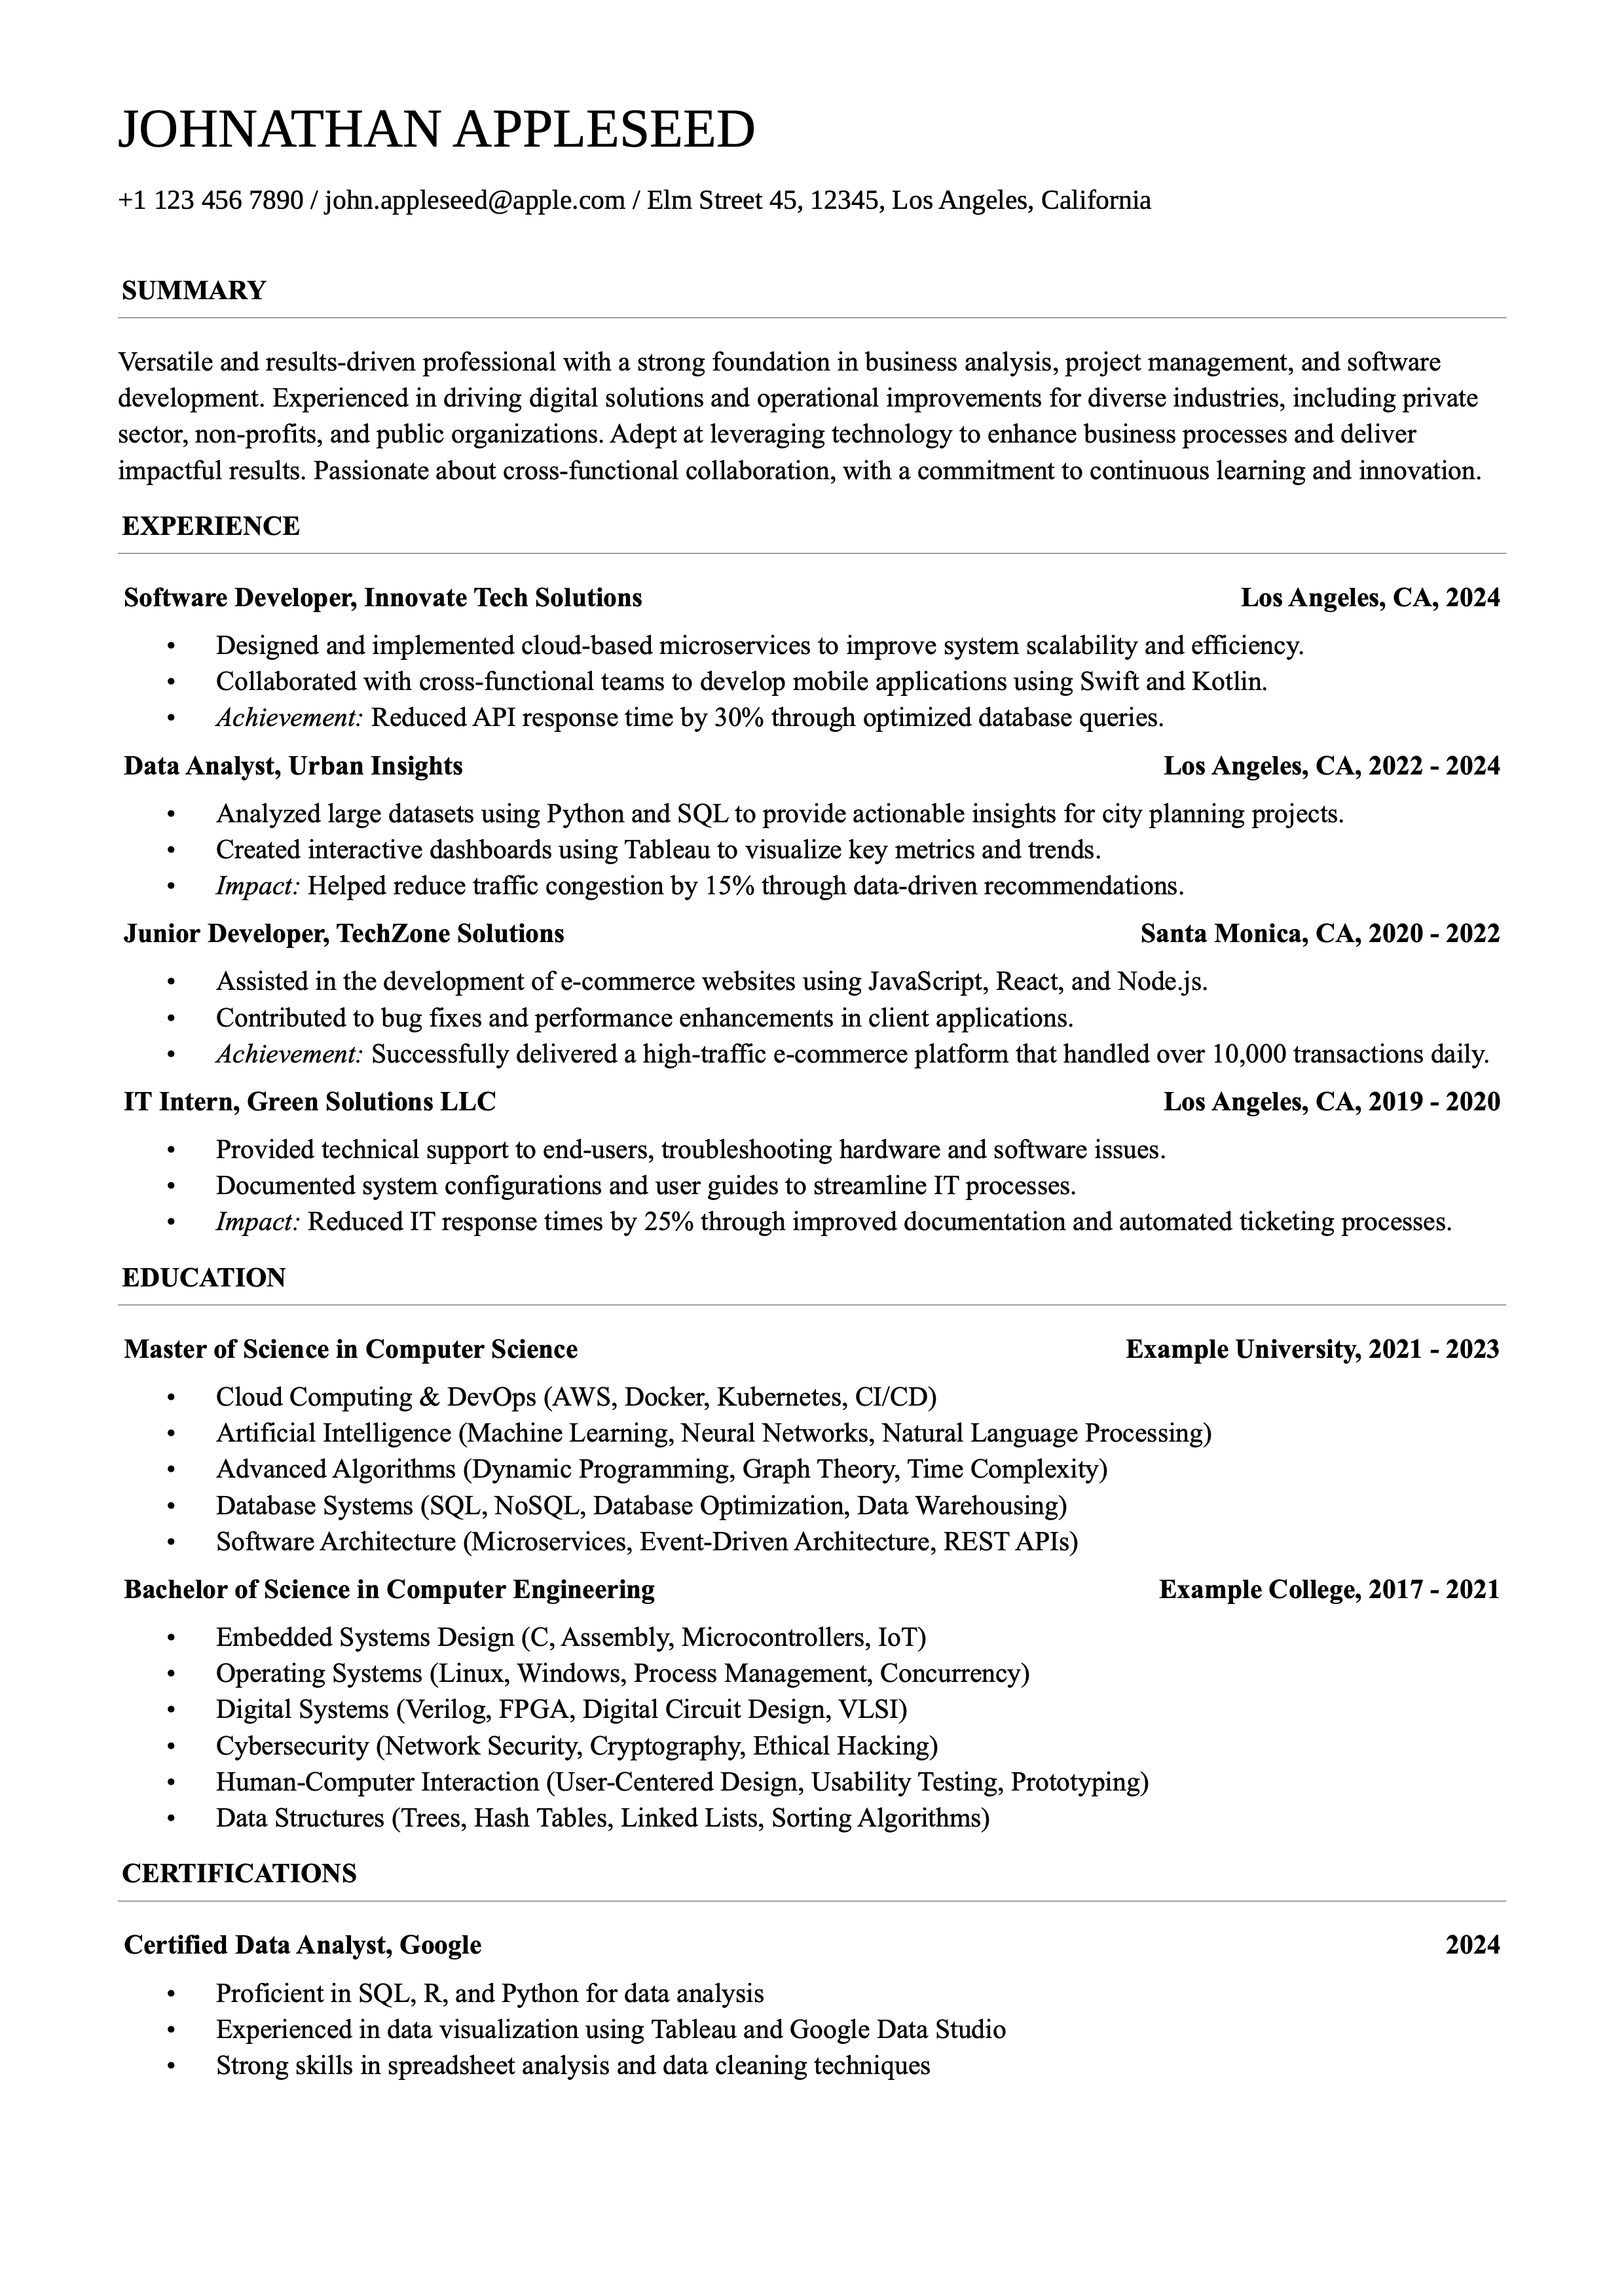 JOHNATHAN APPLESEED
+1 123 456 7890 / john.appleseed@apple.com / Elm Street 45, 12345, Los Angeles, California
SUMMARY
Versatile and results-driven professional with a strong foundation in business analysis, project management, and software
development. Experienced in driving digital solutions and operational improvements for diverse industries, including private
sector, non-profits, and public organizations. Adept at leveraging technology to enhance business processes and deliver
impactful results. Passionate about cross-functional collaboration, with a commitment to continuous learning and innovation.
EXPERIENCE
Software Developer, Innovate Tech Solutions Los Angeles, CA, 2024
• Designed and implemented cloud-based microservices to improve system scalability and efficiency.
• Collaborated with cross-functional teams to develop mobile applications using Swift and Kotlin.
• Achievement: Reduced API response time by 30% through optimized database queries.
Data Analyst, Urban Insights Los Angeles, CA, 2022 - 2024
• Analyzed large datasets using Python and SQL to provide actionable insights for city planning projects.
• Created interactive dashboards using Tableau to visualize key metrics and trends.
• Impact: Helped reduce traffic congestion by 15% through data-driven recommendations.
Junior Developer, TechZone Solutions Santa Monica, CA, 2020 - 2022
• Assisted in the development of e-commerce websites using JavaScript, React, and Node.js.
• Contributed to bug fixes and performance enhancements in client applications.
• Achievement: Successfully delivered a high-traffic e-commerce platform that handled over 10,000 transactions daily.
IT Intern, Green Solutions LLC Los Angeles, CA, 2019 - 2020
• Provided technical support to end-users, troubleshooting hardware and software issues.
• Documented system configurations and user guides to streamline IT processes.
• Impact: Reduced IT response times by 25% through improved documentation and automated ticketing processes.
EDUCATION
Master of Science in Computer Science Example University, 2021 - 2023
• Cloud Computing & DevOps (AWS, Docker, Kubernetes, CI/CD)
• Artificial Intelligence (Machine Learning, Neural Networks, Natural Language Processing)
• Advanced Algorithms (Dynamic Programming, Graph Theory, Time Complexity)
• Database Systems (SQL, NoSQL, Database Optimization, Data Warehousing)
• Software Architecture (Microservices, Event-Driven Architecture, REST APIs)
Bachelor of Science in Computer Engineering Example College, 2017 - 2021
• Embedded Systems Design (C, Assembly, Microcontrollers, IoT)
• Operating Systems (Linux, Windows, Process Management, Concurrency)
• Digital Systems (Verilog, FPGA, Digital Circuit Design, VLSI)
• Cybersecurity (Network Security, Cryptography, Ethical Hacking)
• Human-Computer Interaction (User-Centered Design, Usability Testing, Prototyping)
• Data Structures (Trees, Hash Tables, Linked Lists, Sorting Algorithms)
CERTIFICATIONS
Certified Data Analyst, Google 2024
• Proficient in SQL, R, and Python for data analysis
• Experienced in data visualization using Tableau and Google Data Studio
• Strong skills in spreadsheet analysis and data cleaning techniques